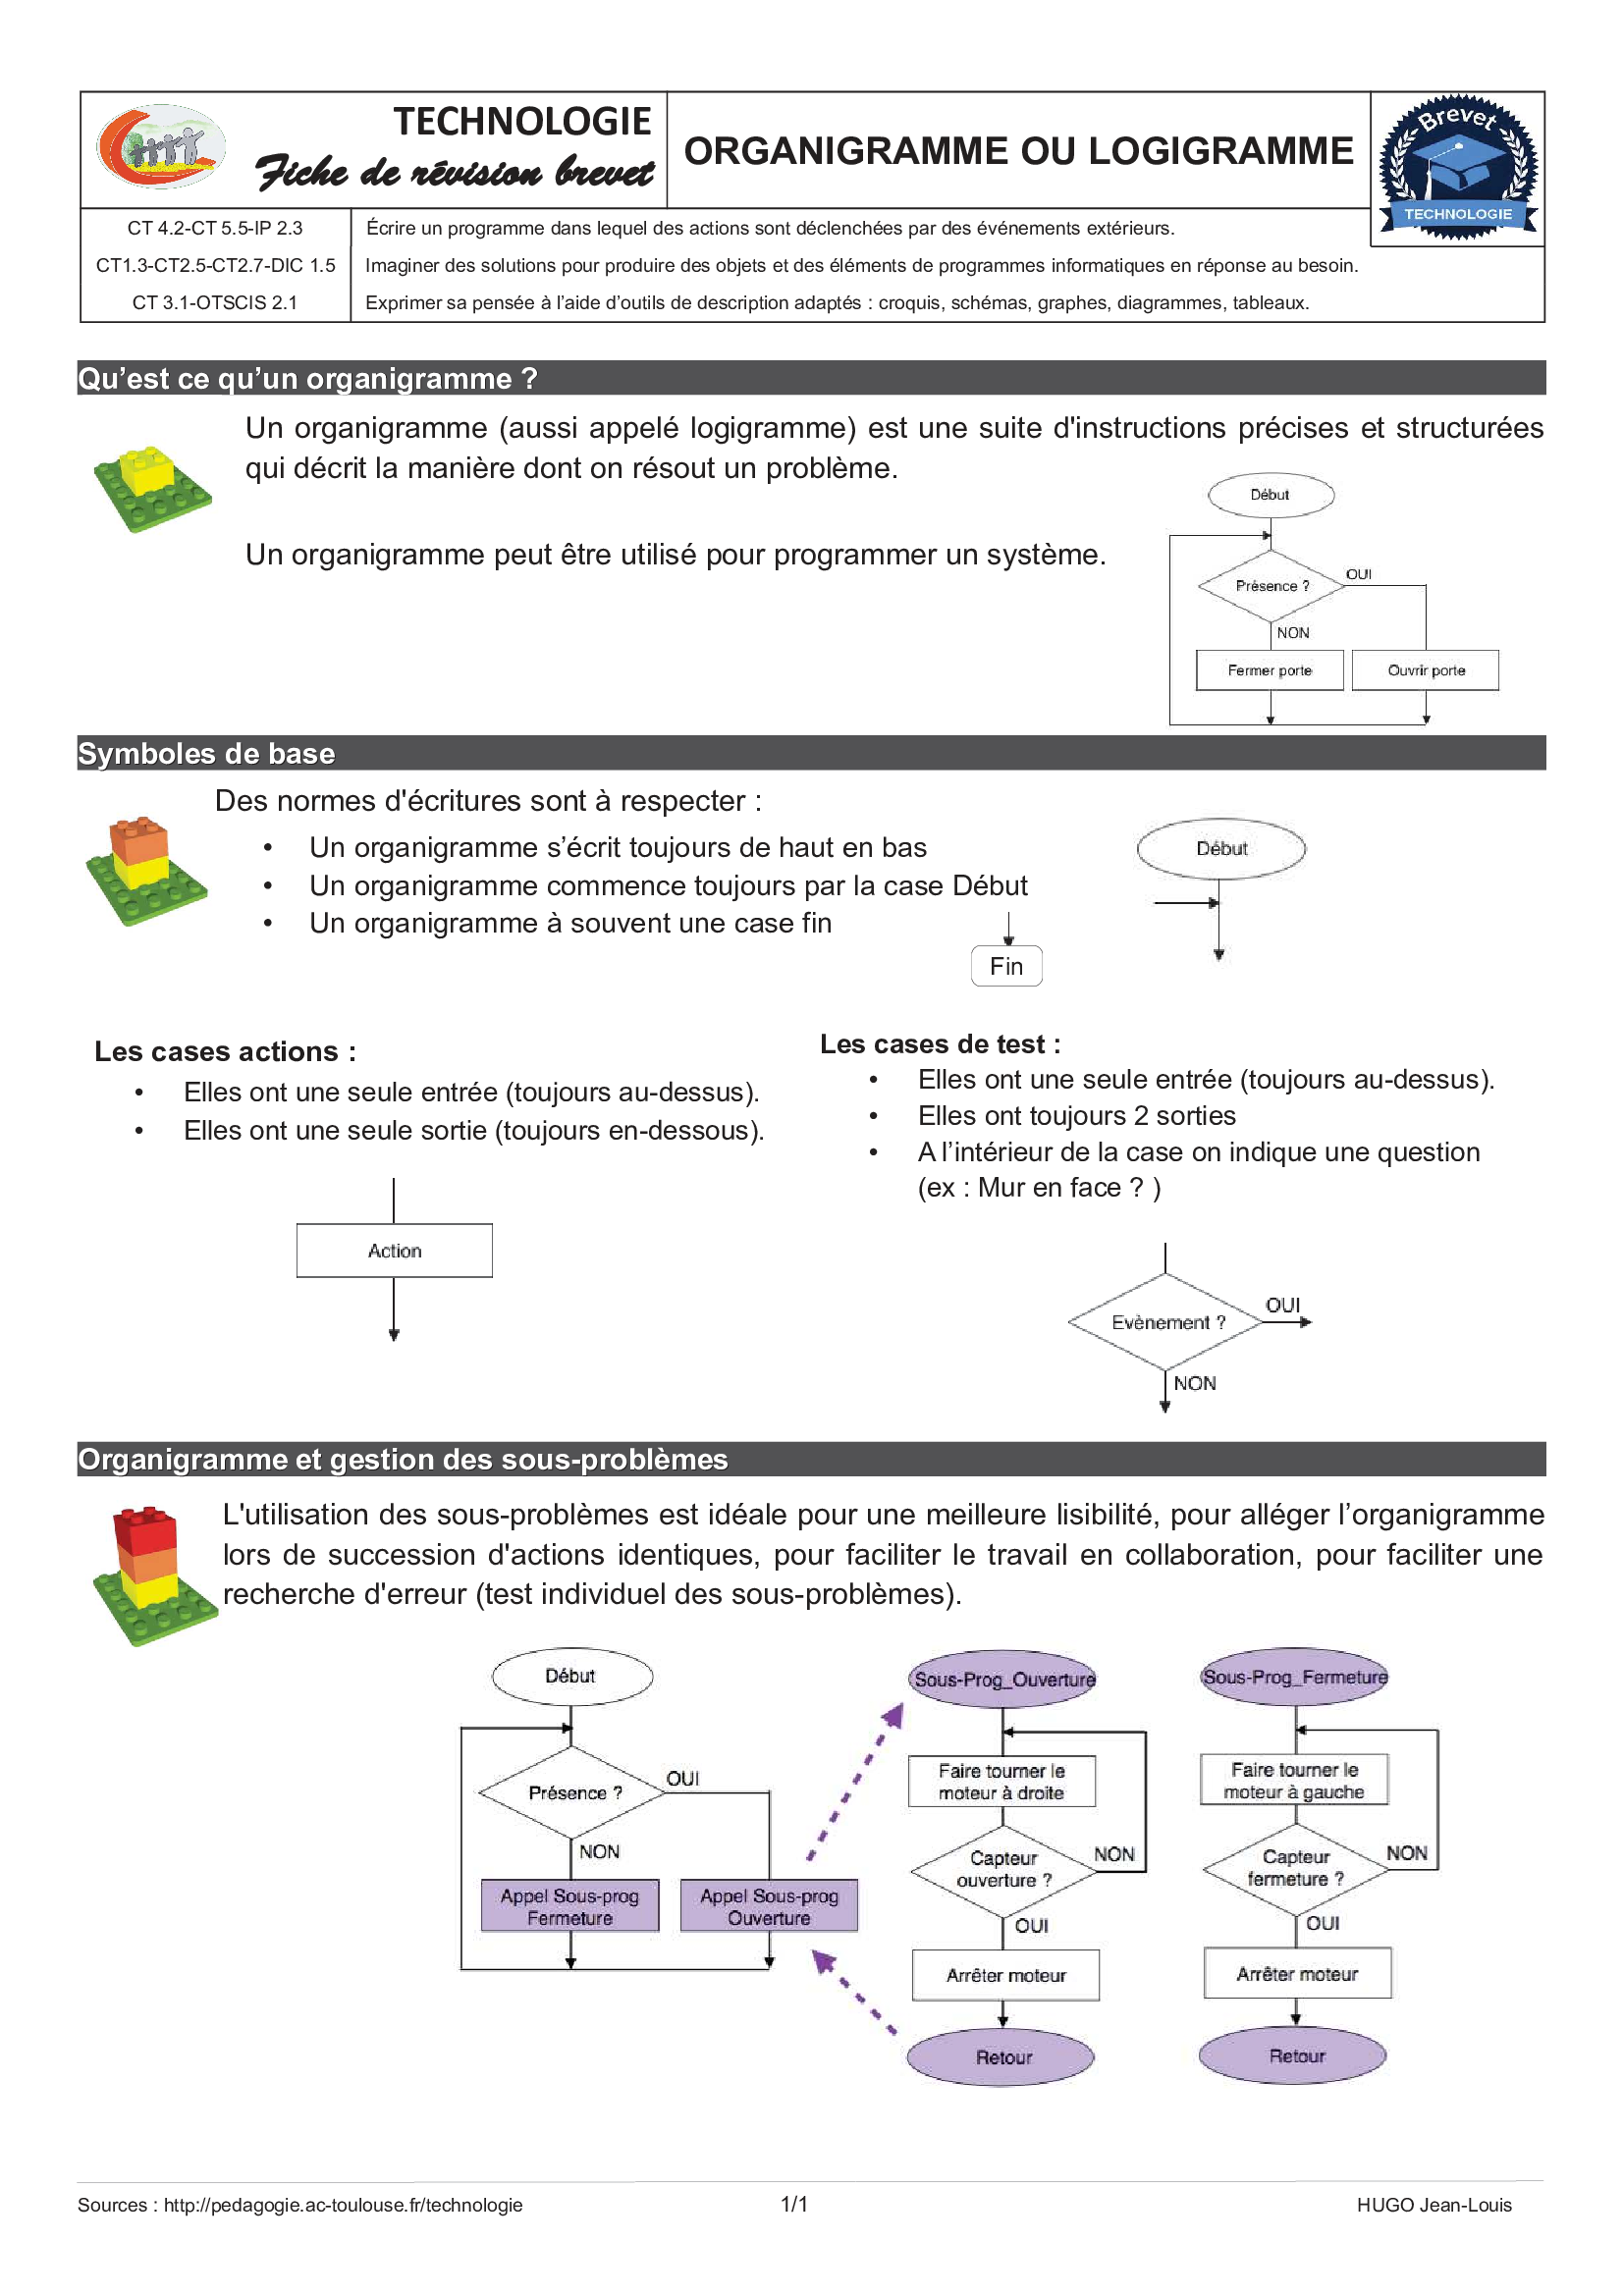 TECHNOLOGIE
Fiche de révision brevet
ORGANIGRAMME OU LOGIGRAMME
Brevet
TECHNOLOGIE
CT 4.2-CT 5.5-IP 2.3
Écrire un programme dans lequel des actions sont déclenchées par des événements extérieurs.
CT1.3-CT2.5-CT2.7-DIC 1.5
Imaginer des solutions pour produire des objets et des éléments de programmes informatiques en réponse au besoin.
CT 3.1-OTSCIS 2.1
Exprimer sa pensée à l’aide d’outils de description adaptés : croquis, schémas, graphes, diagrammes, tableaux.
Qu’est ce qu’un organigramme ?
Un organigramme (aussi appelé logigramme) est une suite d'instructions précises et structurées
qui décrit la manière dont on résout un problème.
Un organigramme peut être utilisé pour programmer un système.
Début
Présence ?
OUI
NON
Fermer porte
Ouvrir porte
Symboles de base
Des normes d'écritures sont à respecter :
• Un organigramme s’écrit toujours de haut en bas
• Un organigramme commence toujours par la case Début
• Un organigramme à souvent une case fin
Fin
Début
Les cases actions :
• Elles ont une seule entrée (toujours au-dessus).
• Elles ont une seule sortie (toujours en-dessous).
Action
Les cases de test :
• Elles ont une seule entrée (toujours au-dessus).
• Elles ont toujours 2 sorties
• A l’intérieur de la case on indique une question
(ex : Mur en face ? )
Evènement ?
OUI
NON
Organigramme et gestion des sous-problèmes
L'utilisation des sous-problèmes est idéale pour une meilleure lisibilité, pour alléger l’organigramme
lors de succession d'actions identiques, pour faciliter le travail en collaboration, pour faciliter une
recherche d'erreur (test individuel des sous-problèmes).
Début
Présence ?
OUI
NON
Appel Sous-prog
Fermeture
Appel Sous-prog
Ouverture
Sous-Prog_Ouverture
Faire tourner le
moteur à droite
Capteur
ouverture ?
NON
OUI
Arrêter moteur
Retour
Sous-Prog_Fermeture
Faire tourner le
moteur à gauche
Capteur
fermeture ?
NON
OUI
Arrêter moteur
Retour
Sources : http://pedagogie.ac-toulouse.fr/technologie
1/1
HUGO Jean-Louis